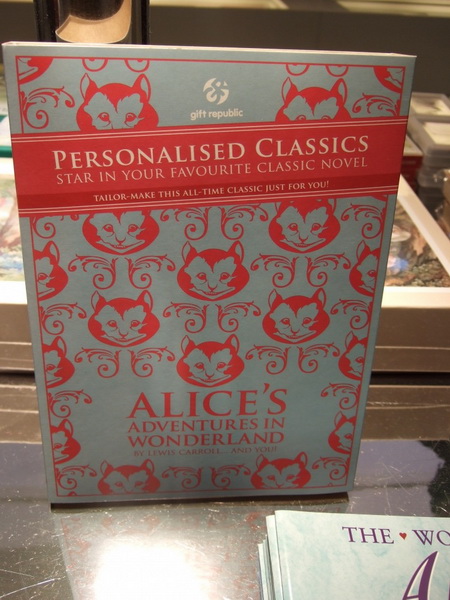 gift republic
PERSONALISED CLASSICS
STAR IN YOUR FAVOURITE CLASSIC NOVEL
TAILOR-MAKE THIS ALL-TIME CLASSIC JUST FOR YOU!
ALICE'S
ADVENTURES IN
WONDERLAND
BY LEWIS CARROLL... AND YOU!
THE ♥ WO
A